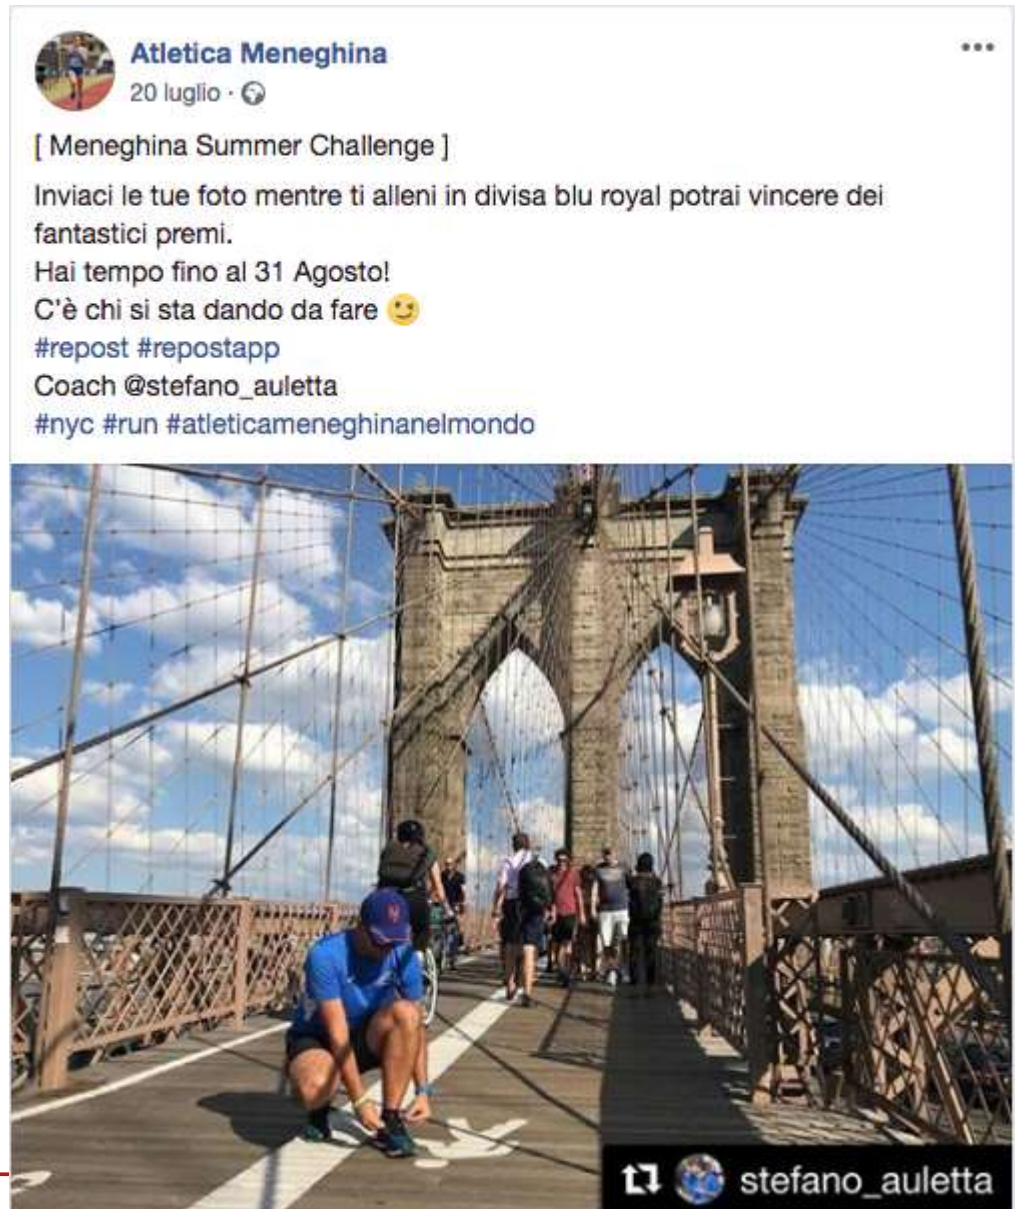 Atletica Meneghina
20 luglio ·
[ Meneghina Summer Challenge ]
Inviaci le tue foto mentre ti alleni in divisa blu royal potrai vincere dei
fantastici premi.
Hai tempo fino al 31 Agosto!
C'è chi si sta dando da fare 😉
#repost #repostapp
Coach @stefano_auletta
#nyc #run #atleticameneghinanelmondo
stefano_auletta